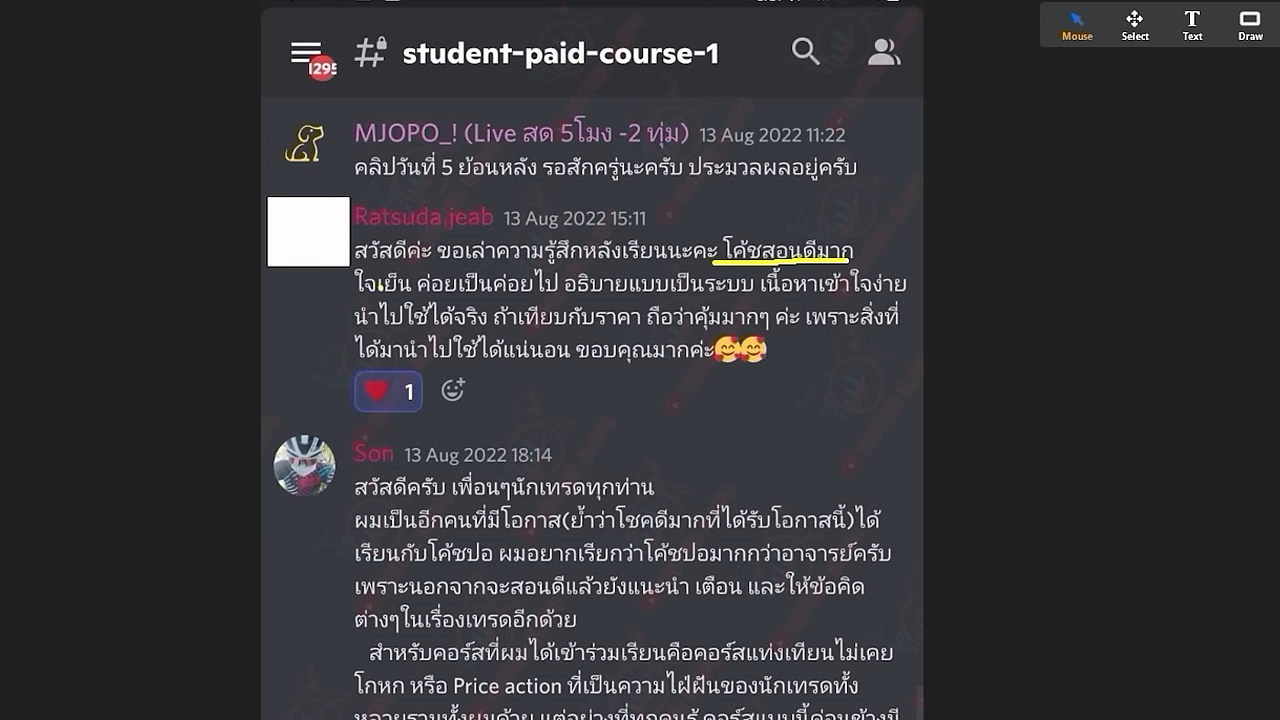 Mouse
Select
Text
Draw
student-paid-course-1
MJOPO_! (Live สด 5โมง -2 ทุ่ม) 13 Aug 2022 11:22
คลิปวันที่ 5 ย้อนหลัง รอสักครู่นะครับ ประมวลผลอยู่ครับ
Ratsuda.jeab 13 Aug 2022 15:11
สวัสดีค่ะ ขอเล่าความรู้สึกหลังเรียนนะคะ โค้ชสอนดีมาก
ใจเย็น ค่อยเป็นค่อยไป อธิบายแบบเป็นระบบ เนื้อหาเข้าใจง่าย
นำไปใช้ได้จริง ถ้าเทียบกับราคา ถือว่าคุ้มมากๆ ค่ะ เพราะสิ่งที่
ได้มานำไปใช้ได้แน่นอน ขอบคุณมากค่ะ🥰🥰
❤️ 1
Son 13 Aug 2022 18:14
สวัสดีครับ เพื่อนๆนักเทรดทุกท่าน
ผมเป็นอีกคนที่มีโอกาส(ย้ำว่าโชคดีมากที่ได้รับโอกาสนี้)ได้
เรียนกับโค้ชปอ ผมอยากเรียกว่าโค้ชปอมากกว่าอาจารย์ครับ
เพราะนอกจากจะสอนดีแล้วยังแนะนำ เตือน และให้ข้อคิด
ต่างๆในเรื่องเทรดอีกด้วย
สำหรับคอร์สที่ผมได้เข้าร่วมเรียนคือคอร์สแท่งเทียนไม่เคย
โกหก หรือ Price action ที่เป็นความใฝ่ฝันของนักเทรดทั้ง